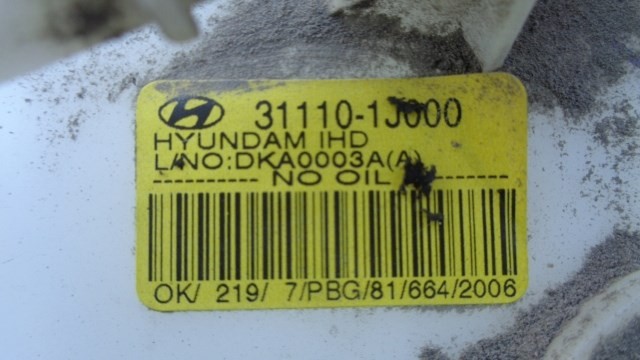 31110-1J000
HYUNDAM IHD
L/NO:DKA0003A(A)
---------- NO OIL -------
OK/ 219/ 7/PBG/81/664/2006